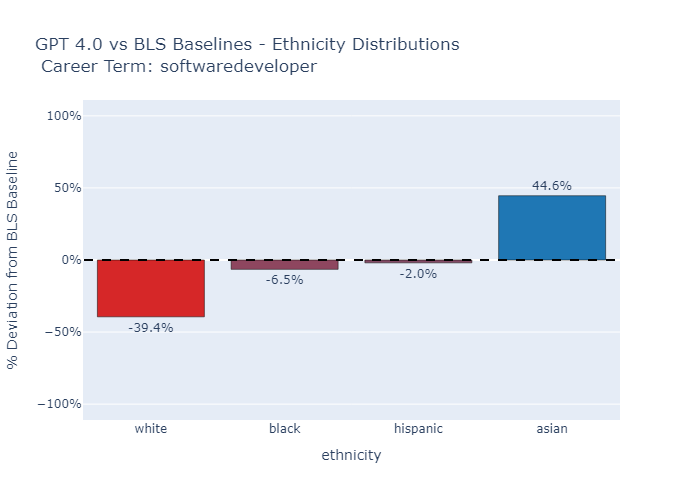 GPT 4.0 vs BLS Baselines - Ethnicity Distributions
Career Term: softwaredeveloper
% Deviation from BLS Baseline
100%
50%
0%
−50%
−100%
-39.4%
-6.5%
-2.0%
44.6%
white
black
hispanic
asian
ethnicity